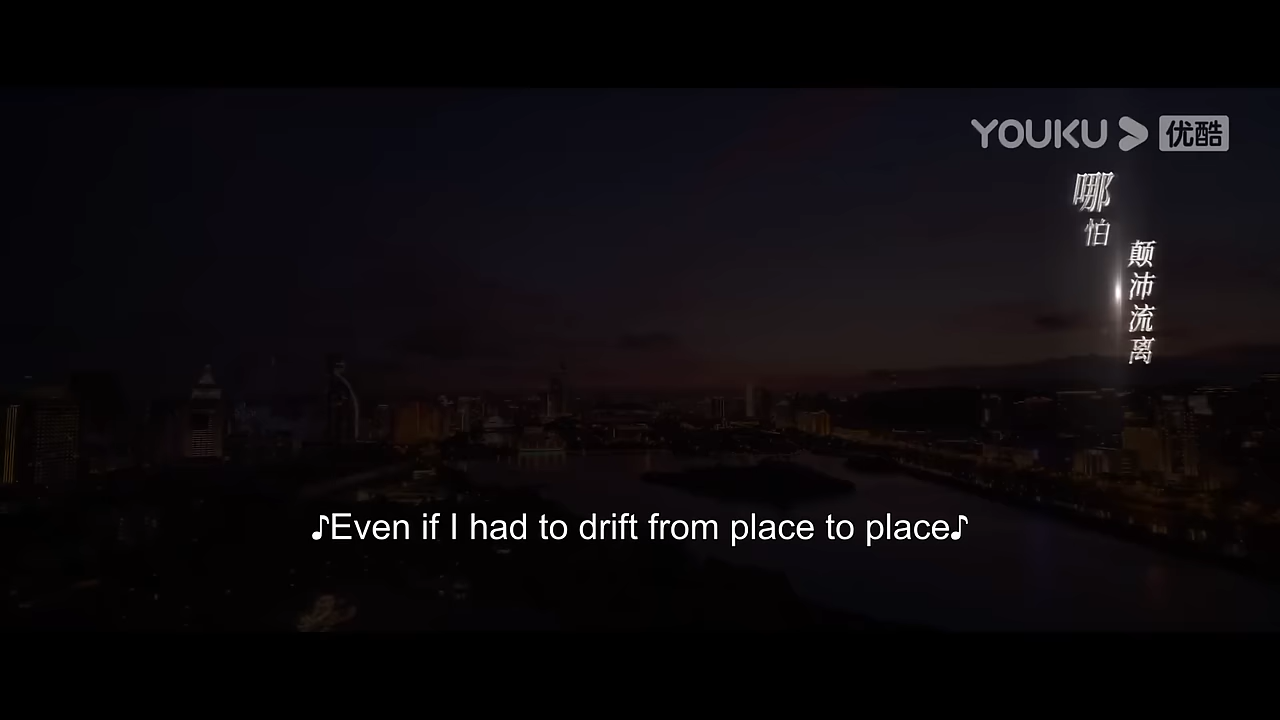 YOUKU 优酷
哪怕
颠沛流离
♪Even if I had to drift from place to place♪